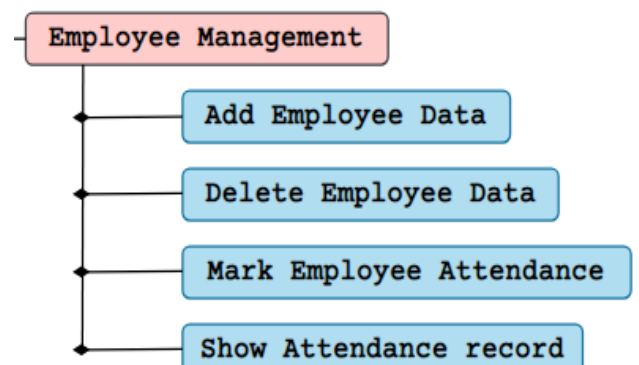 Employee Management
Add Employee Data
Delete Employee Data
Mark Employee Attendance
Show Attendance record